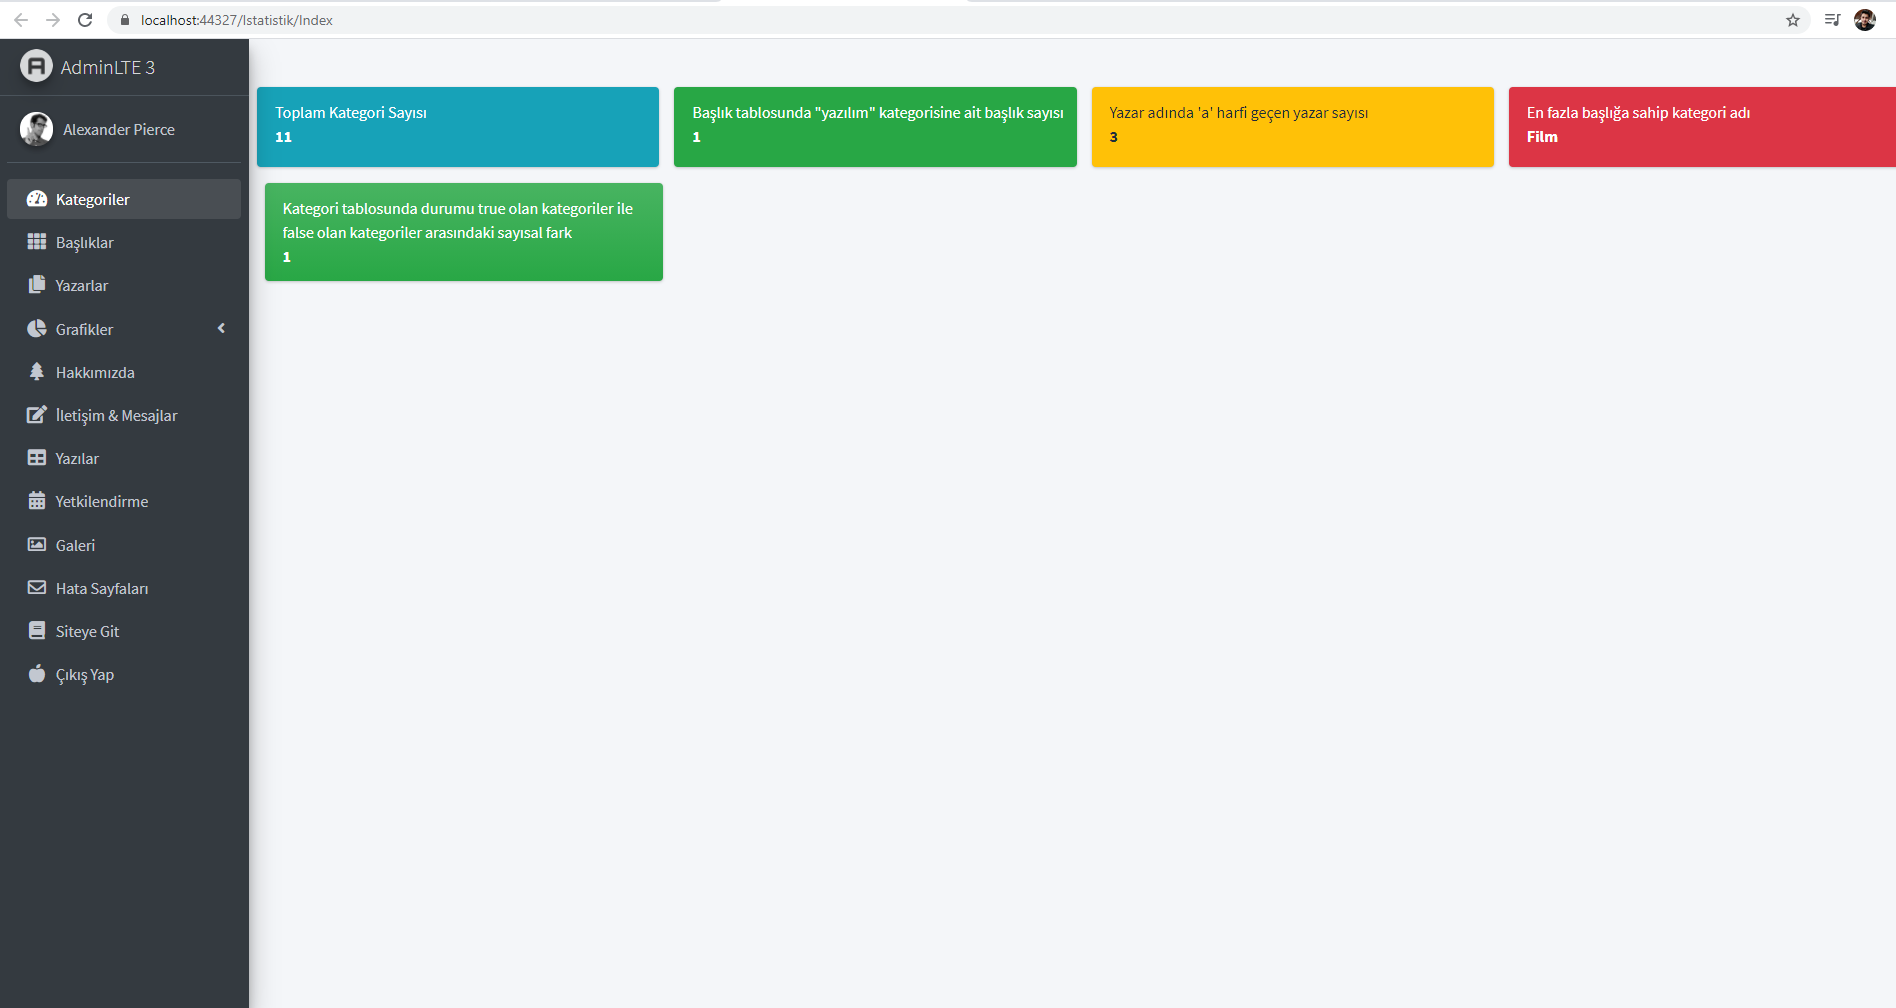 localhost:44327/Istatistik/Index
AdminLTE 3
Alexander Pierce
Kategoriler
Başlıklar
Yazarlar
Grafikler
Hakkımızda
İletişim & Mesajlar
Yazılar
Yetkilendirme
Galeri
Hata Sayfaları
Siteye Git
Çıkış Yap
Toplam Kategori Sayısı
11
Başlık tablosunda "yazılım" kategorisine ait başlık sayısı
1
Yazar adında 'a' harfi geçen yazar sayısı
3
En fazla başlığa sahip kategori adı
Film
Kategori tablosunda durumu true olan kategoriler ile
false olan kategoriler arasındaki sayısal fark
1